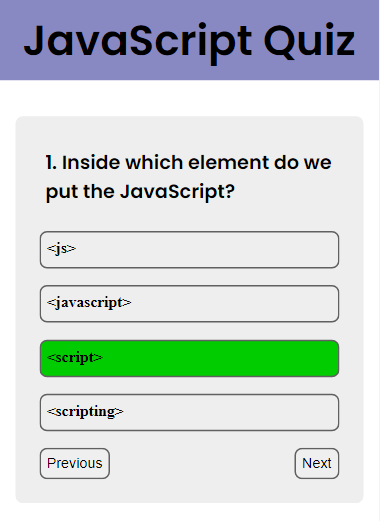 JavaScript Quiz
1. Inside which element do we
put the JavaScript?
<js>
<javascript>
<script>
<scripting>
Previous
Next